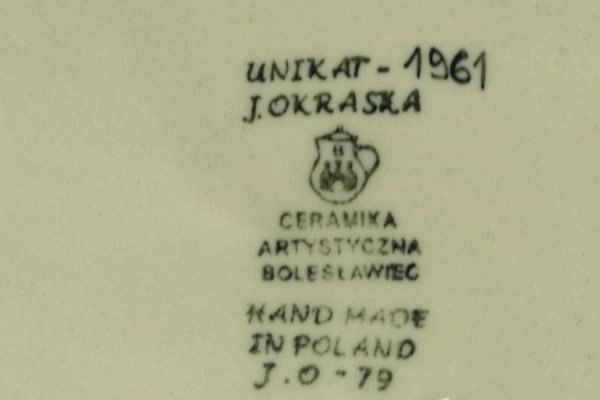 UNIKAT - 1961
J. OKRASKA
B
CERAMIKA
ARTYSTYCZNA
BOLESŁAWIEC
HAND MADE
IN POLAND
J.O - 79